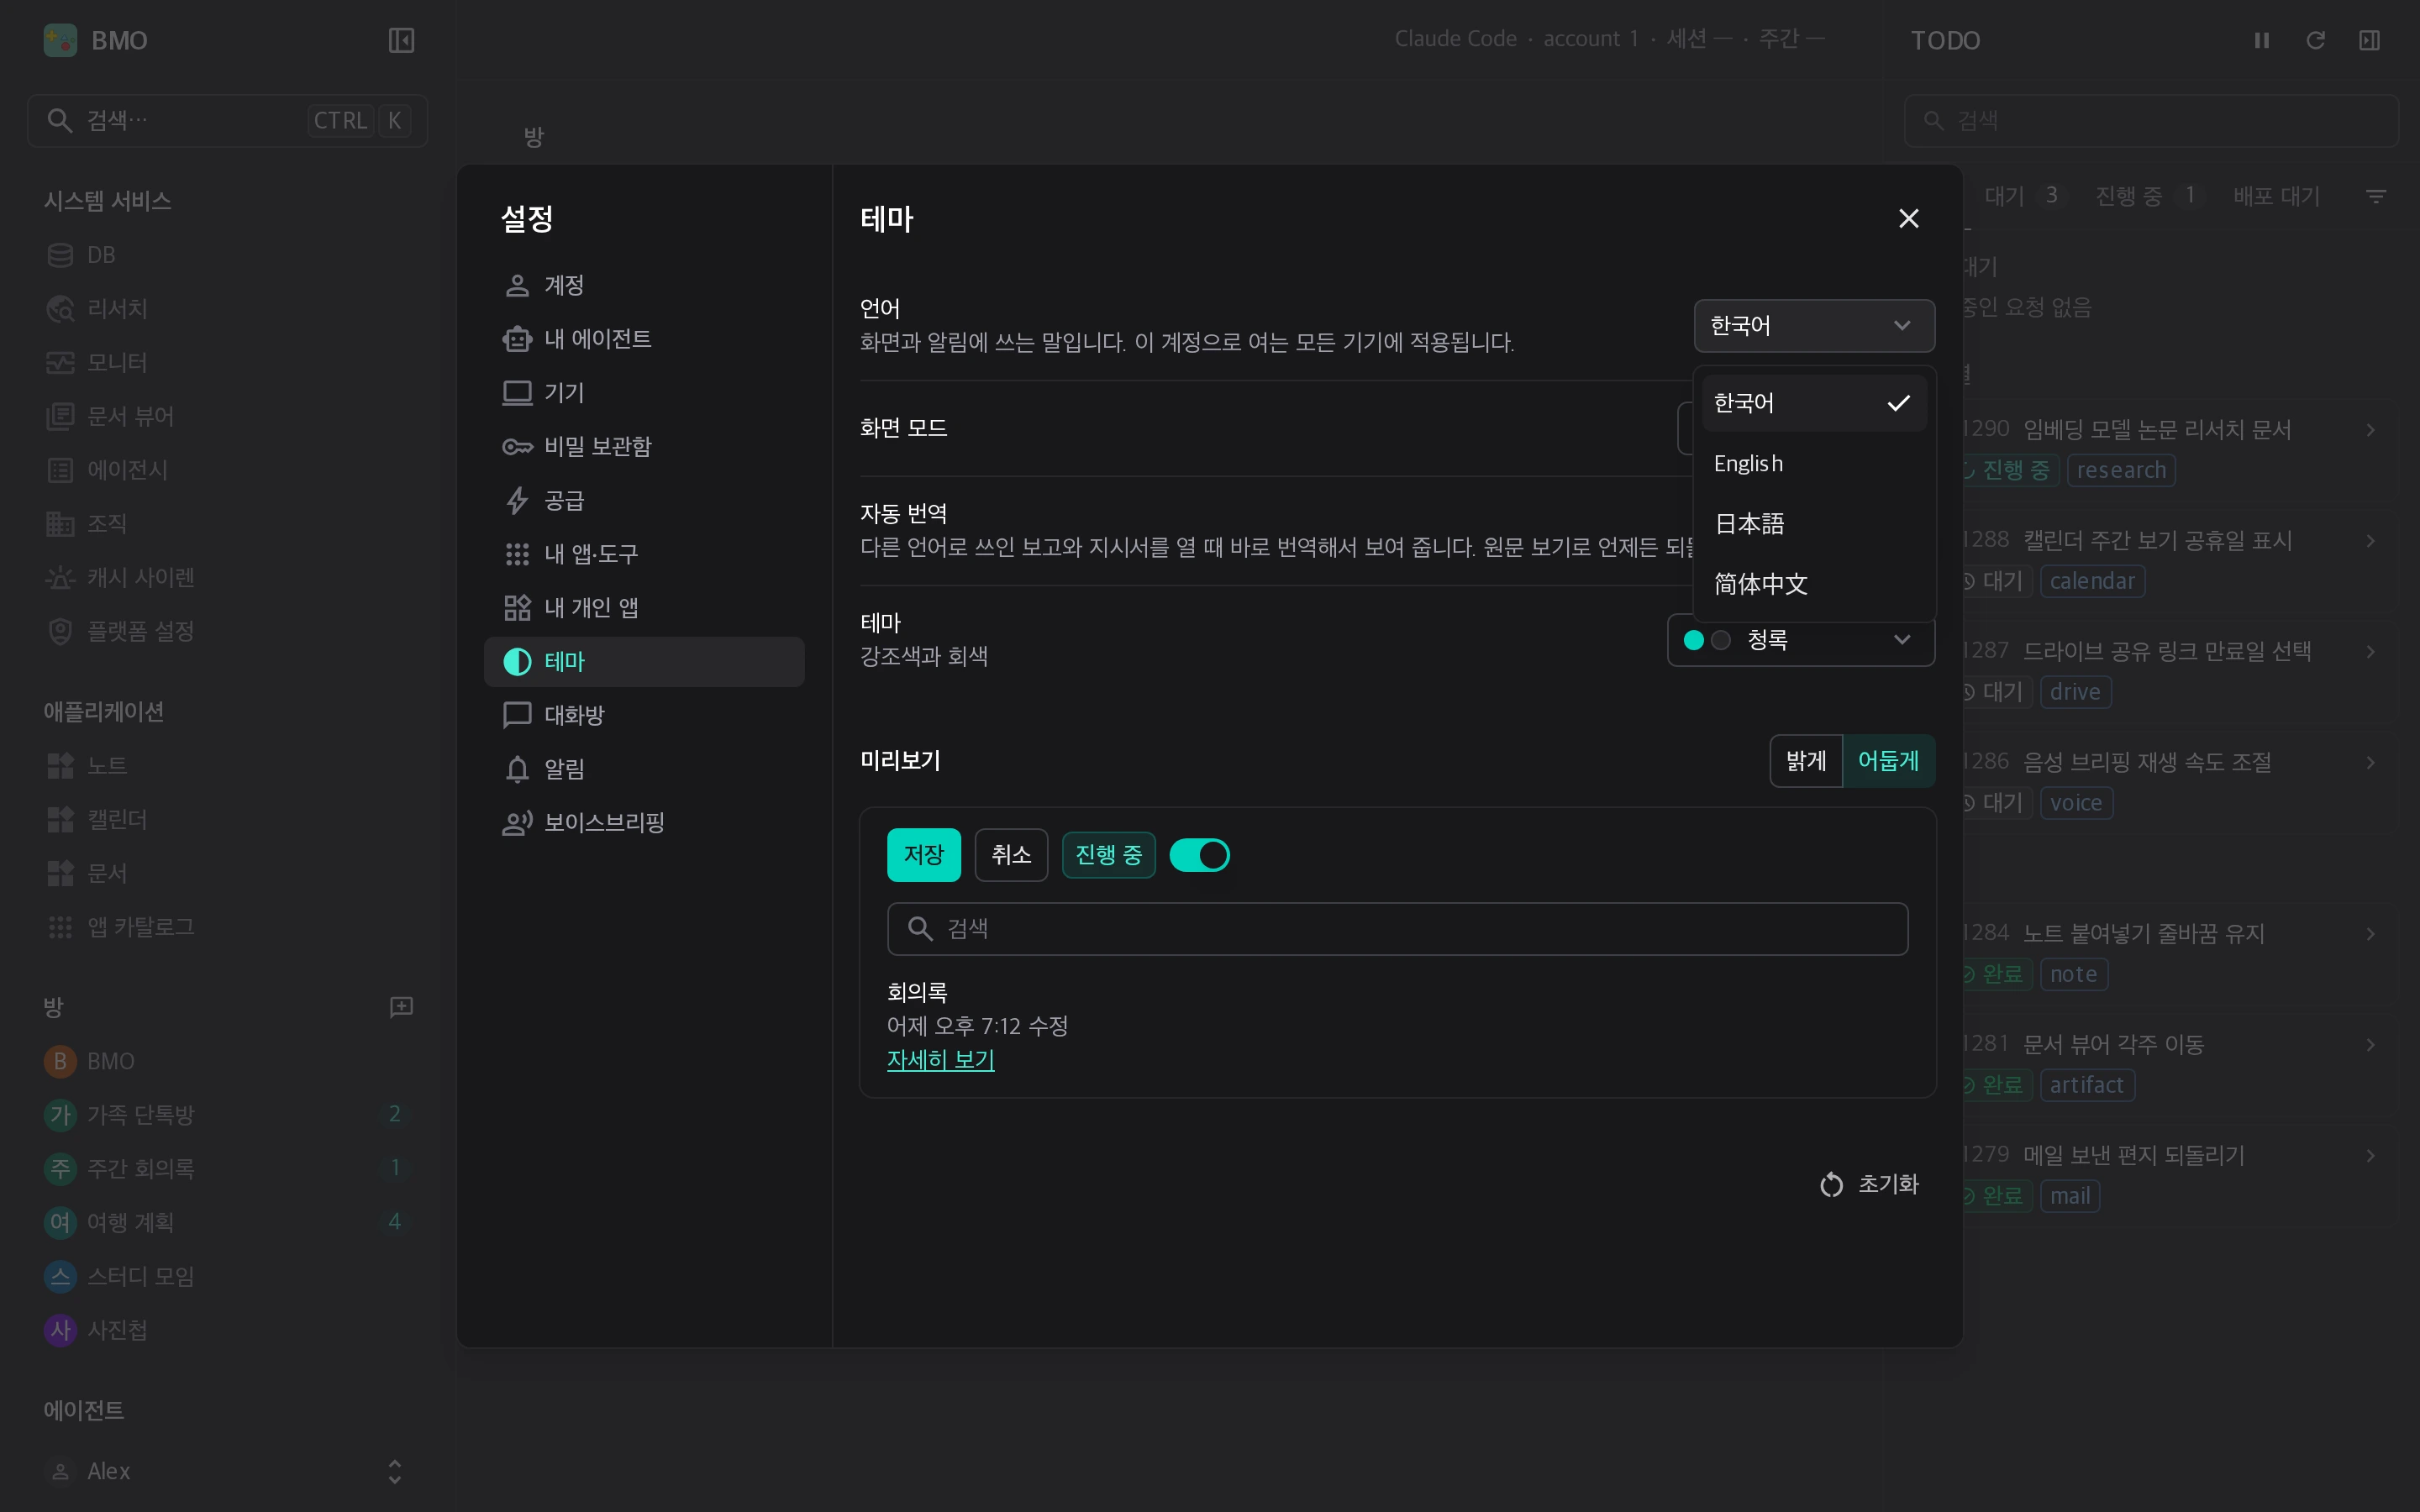 BMO
검색…
CTRL K
시스템 서비스
DB
리서치
모니터
문서 뷰어
에이전시
조직
캐시 사이렌
플랫폼 설정
애플리케이션
노트
캘린더
문서
앱 카탈로그
방
B BMO
가 가족 단톡방 2
주 주간 회의록 1
여 여행 계획 4
스 스터디 모임
사 사진첩
에이전트
Alex
Claude Code · account 1 · 세션 — · 주간 —
방
설정
계정
내 에이전트
기기
비밀 보관함
공급
내 앱·도구
내 개인 앱
테마
대화방
알림
보이스브리핑
테마
언어
화면과 알림에 쓰는 말입니다. 이 계정으로 여는 모든 기기에 적용됩니다.
한국어
한국어
English
日本語
简体中文
화면 모드
자동 번역
다른 언어로 쓰인 보고와 지시서를 열 때 바로 번역해서 보여 줍니다. 원문 보기로 언제든
테마
강조색과 회색
청록
미리보기
밝게 어둡게
저장 취소 진행 중
검색
회의록
어제 오후 7:12 수정
자세히 보기
초기화
TODO
검색
대기 3 진행 중 1 배포 대기
대기
중인 요청 없음
1290 임베딩 모델 논문 리서치 문서
진행 중 research
1288 캘린더 주간 보기 공휴일 표시
대기 calendar
1287 드라이브 공유 링크 만료일 선택
대기 drive
1286 음성 브리핑 재생 속도 조절
대기 voice
1284 노트 붙여넣기 줄바꿈 유지
완료 note
1281 문서 뷰어 각주 이동
완료 artifact
1279 메일 보낸 편지 되돌리기
완료 mail